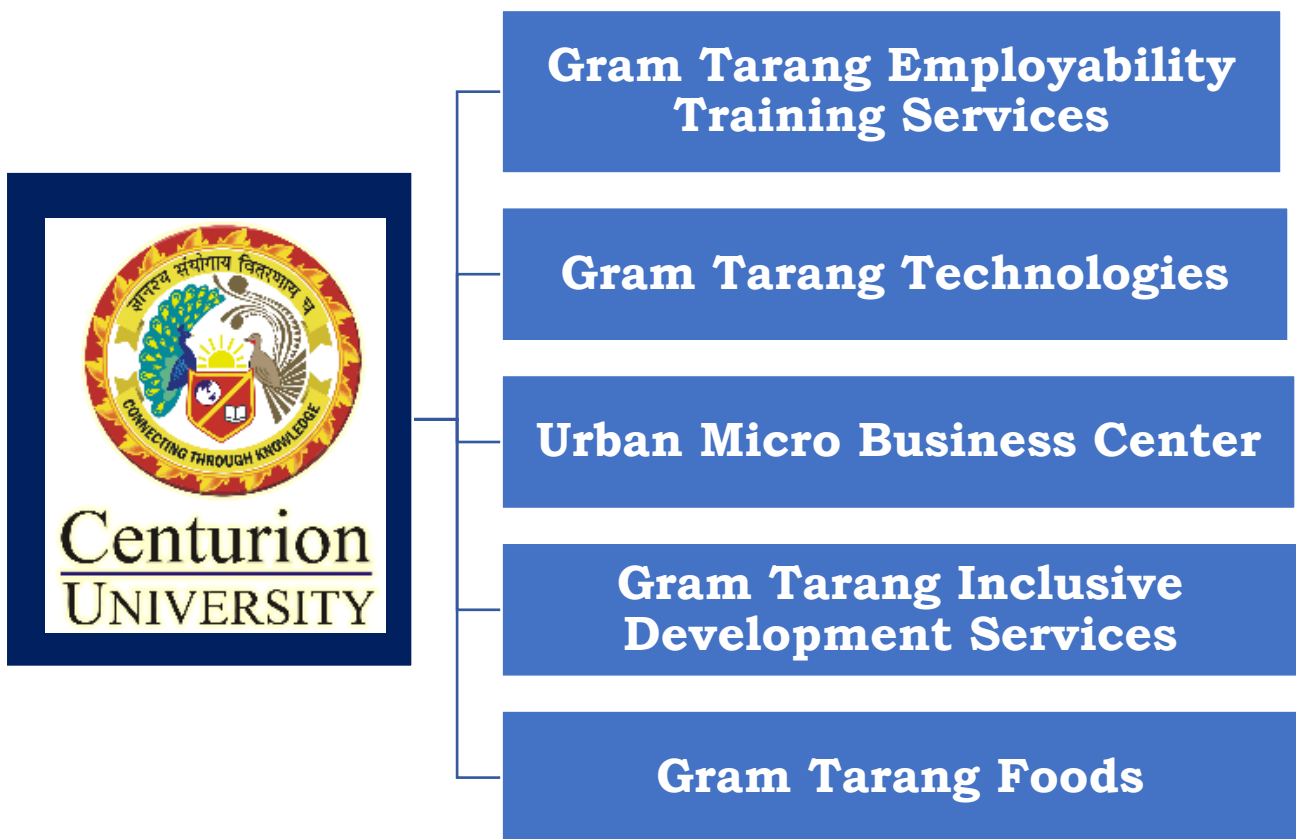 ज्ञानस्य संयोगाय वितरणाय च
CONNECTING THROUGH KNOWLEDGE
Centurion
UNIVERSITY
Gram Tarang Employability
Training Services
Gram Tarang Technologies
Urban Micro Business Center
Gram Tarang Inclusive
Development Services
Gram Tarang Foods